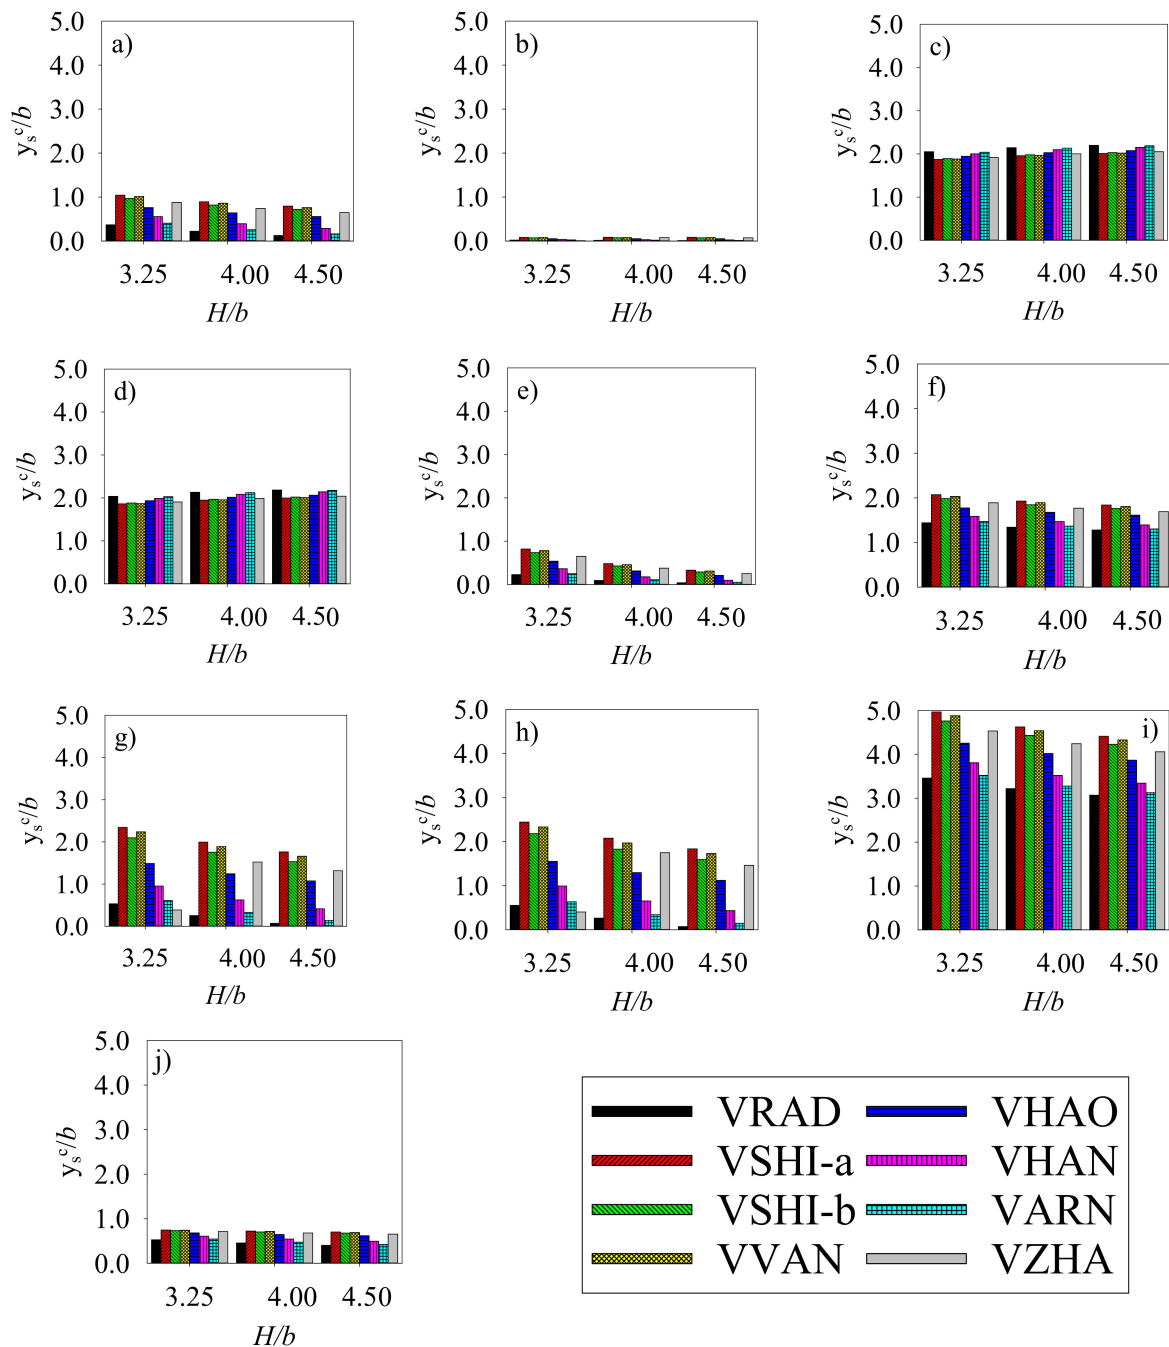 a)
5.0
4.0
3.0
2.0
1.0
0.0
yₛᶜ/b
3.25 4.00 4.50
H/b
b)
5.0
4.0
3.0
2.0
1.0
0.0
yₛᶜ/b
3.25 4.00 4.50
H/b
c)
5.0
4.0
3.0
2.0
1.0
0.0
yₛᶜ/b
3.25 4.00 4.50
H/b
d)
5.0
4.0
3.0
2.0
1.0
0.0
yₛᶜ/b
3.25 4.00 4.50
H/b
e)
5.0
4.0
3.0
2.0
1.0
0.0
yₛᶜ/b
3.25 4.00 4.50
H/b
f)
5.0
4.0
3.0
2.0
1.0
0.0
yₛᶜ/b
3.25 4.00 4.50
H/b
g)
5.0
4.0
3.0
2.0
1.0
0.0
yₛᶜ/b
3.25 4.00 4.50
H/b
h)
5.0
4.0
3.0
2.0
1.0
0.0
yₛᶜ/b
3.25 4.00 4.50
H/b
i)
5.0
4.0
3.0
2.0
1.0
0.0
yₛᶜ/b
3.25 4.00 4.50
H/b
j)
5.0
4.0
3.0
2.0
1.0
0.0
yₛᶜ/b
3.25 4.00 4.50
H/b
VRAD VHAO
VSHI-a VHAN
VSHI-b VARN
VVAN VZHA